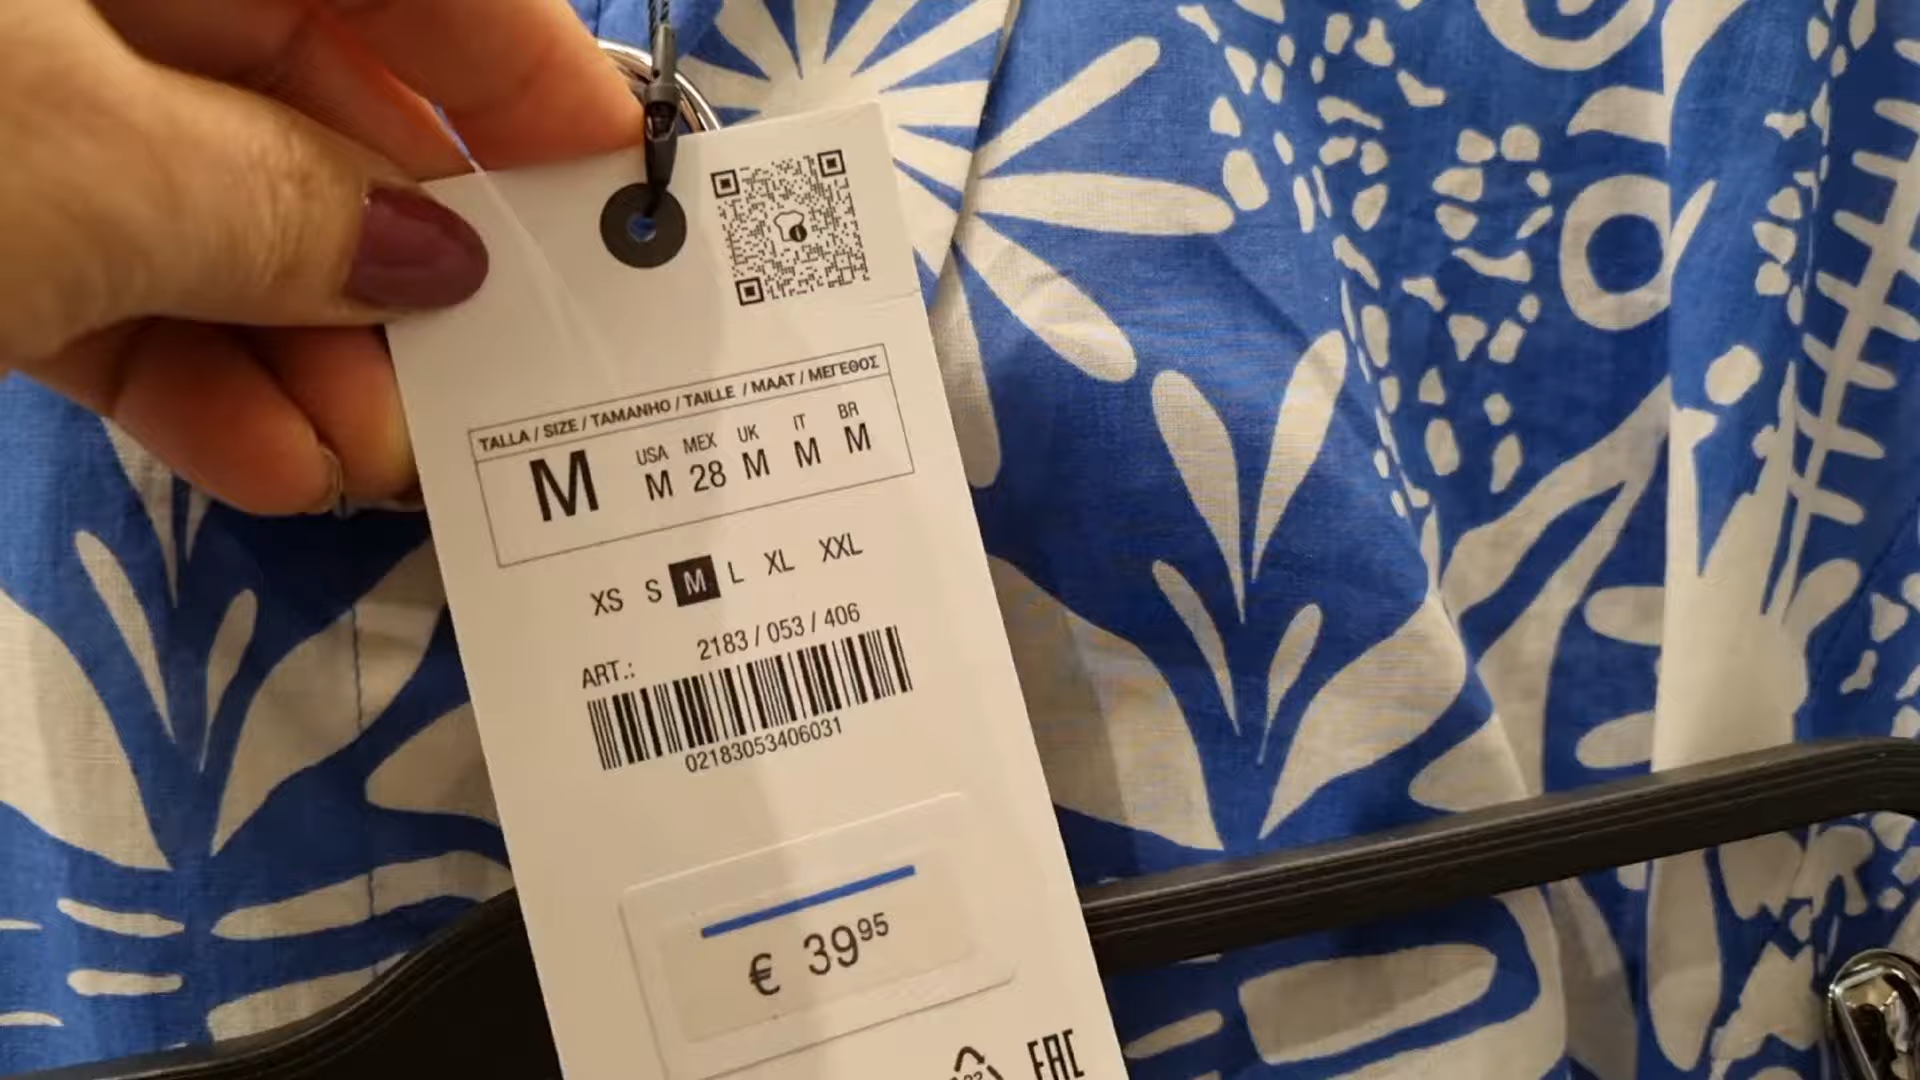 TALLA / SIZE / TAMANHO / TAILLE / MAAT / ΜΕΓΕΘΟΣ
USA MEX UK IT BR
M M 28 M M M
XS S M L XL XXL
ART.: 2183 / 053 / 406
02183053406031
€ 39⁹⁵
EAC